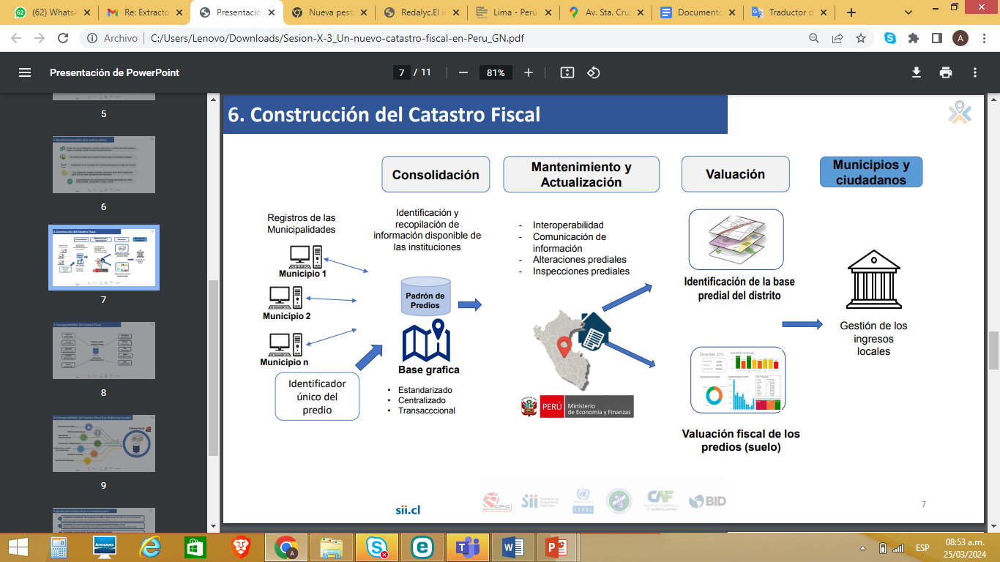 (62) WhatsA
Re: Extracto
Presentació
Nueva pest
Redalyc.El i
Lima - Perú
Av. Sta. Cru
Documento
Traductor d
Archivo
C:/Users/Lenovo/Downloads/Sesion-X-3_Un-nuevo-catastro-fiscal-en-Peru_GN.pdf
A
Presentación de PowerPoint
7 / 11
81%
5
6
7
8
9
6. Construcción del Catastro Fiscal
Consolidación
Mantenimiento y
Actualización
Valuación
Municipios y
ciudadanos
Registros de las
Municipalidades
Municipio 1
Municipio 2
Municipio n
Identificador
único del
predio
Identificación y
recopilación de
información disponible de
las instituciones
Padrón de
Predios
Base grafica
• Estandarizado
• Centralizado
• Transacccional
- Interoperabilidad
- Comunicación de
información
- Alteraciones prediales
- Inspecciones prediales
PERÚ
Ministerio
de Economía y Finanzas
Identificación de la base
predial del distrito
December, 2015
Valuación fiscal de los
predios (suelo)
Gestión de los
ingresos
locales
sii.cl
Sii
CEPAL
CAF
BID
7
ESP
08:53 a.m.
25/03/2024